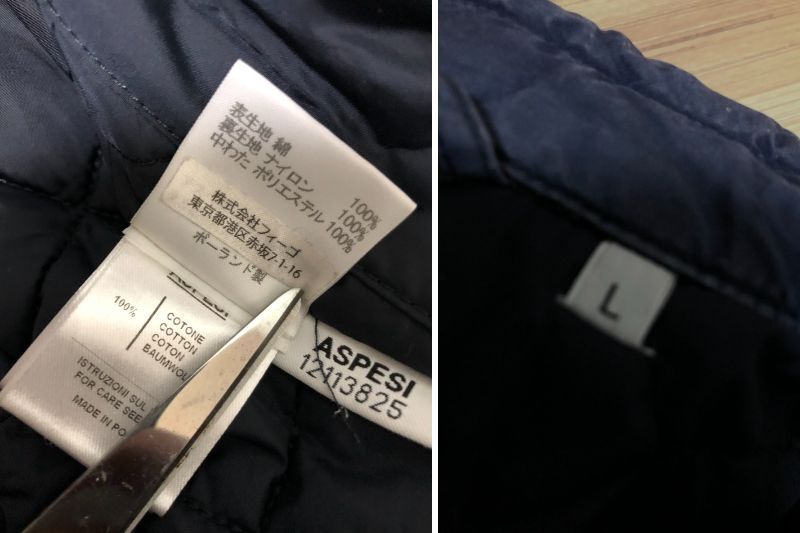 表生地 綿 100%
裏生地 ナイロン 100%
中わた ポリエステル 100%
株式会社フィーゴ
東京都港区赤坂7-1-16
ポーランド製
100%
COTONE
COTTON
COTON
BAUMWOL
ISTRUZIONI SUL
FOR CARE SEE
MADE IN PO
ASPESI
12113825
L